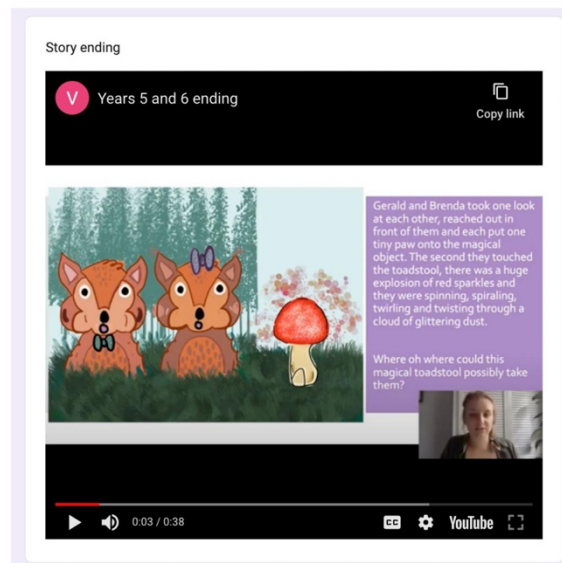 Story ending
V
Years 5 and 6 ending
Copy link
Gerald and Brenda took one look
at each other, reached out in
front of them and each put one
tiny paw onto the magical
object. The second they touched
the toadstool, there was a huge
explosion of red sparkles and
they were spinning, spiraling,
twirling and twisting through a
cloud of glittering dust.
Where oh where could this
magical toadstool possibly take
them?
0:03 / 0:38
CC
YouTube